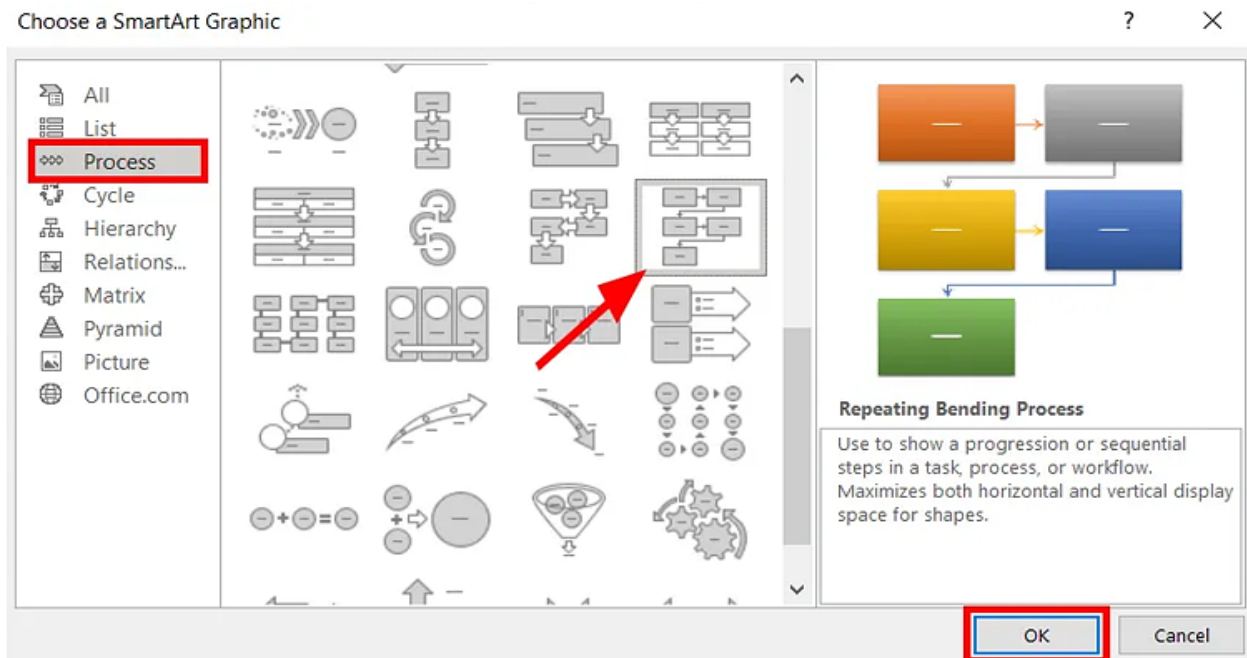 Choose a SmartArt Graphic
?
All
List
Process
Cycle
Hierarchy
Relations...
Matrix
Pyramid
Picture
Office.com
Repeating Bending Process
Use to show a progression or sequential
steps in a task, process, or workflow.
Maximizes both horizontal and vertical display
space for shapes.
OK
Cancel